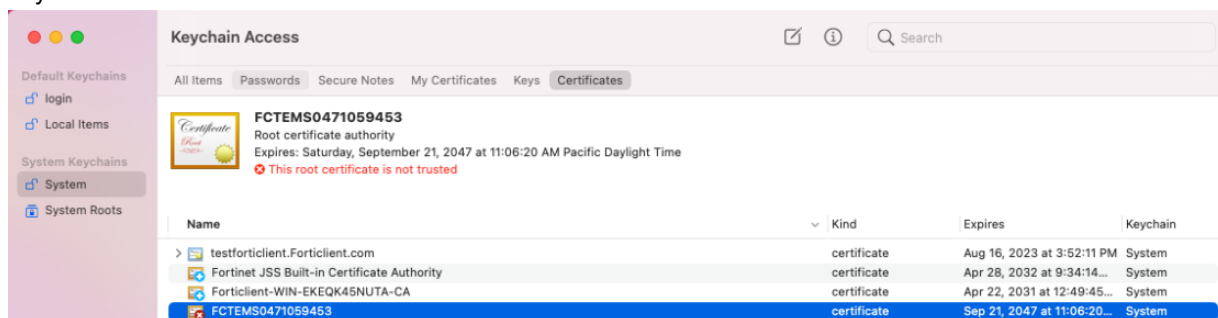 Keychain Access
Search
Default Keychains
login
Local Items
System Keychains
System
System Roots
All Items Passwords Secure Notes My Certificates Keys Certificates
Certificate
Root
FCTEMS0471059453
Root certificate authority
Expires: Saturday, September 21, 2047 at 11:06:20 AM Pacific Daylight Time
This root certificate is not trusted
Name Kind Expires Keychain
testforticlient.Forticlient.com certificate Aug 16, 2023 at 3:52:11 PM System
Fortinet JSS Built-in Certificate Authority certificate Apr 28, 2032 at 9:34:14... System
Forticlient-WIN-EKEQK45NUTA-CA certificate Apr 22, 2031 at 12:49:45... System
FCTEMS0471059453 certificate Sep 21, 2047 at 11:06:20... System